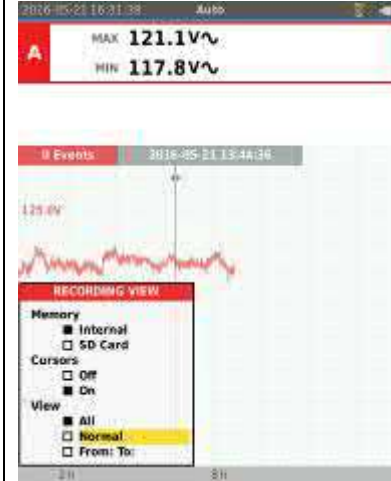 2016-05-21 16:31:38 Auto
A
MAX 121.1V
MIN 117.8V
0 Events 2016-05-21 13:44:36
125.0V
RECORDING VIEW
Memory
Internal
SD Card
Cursors
Off
On
View
All
Normal
From: To:
2h 8h